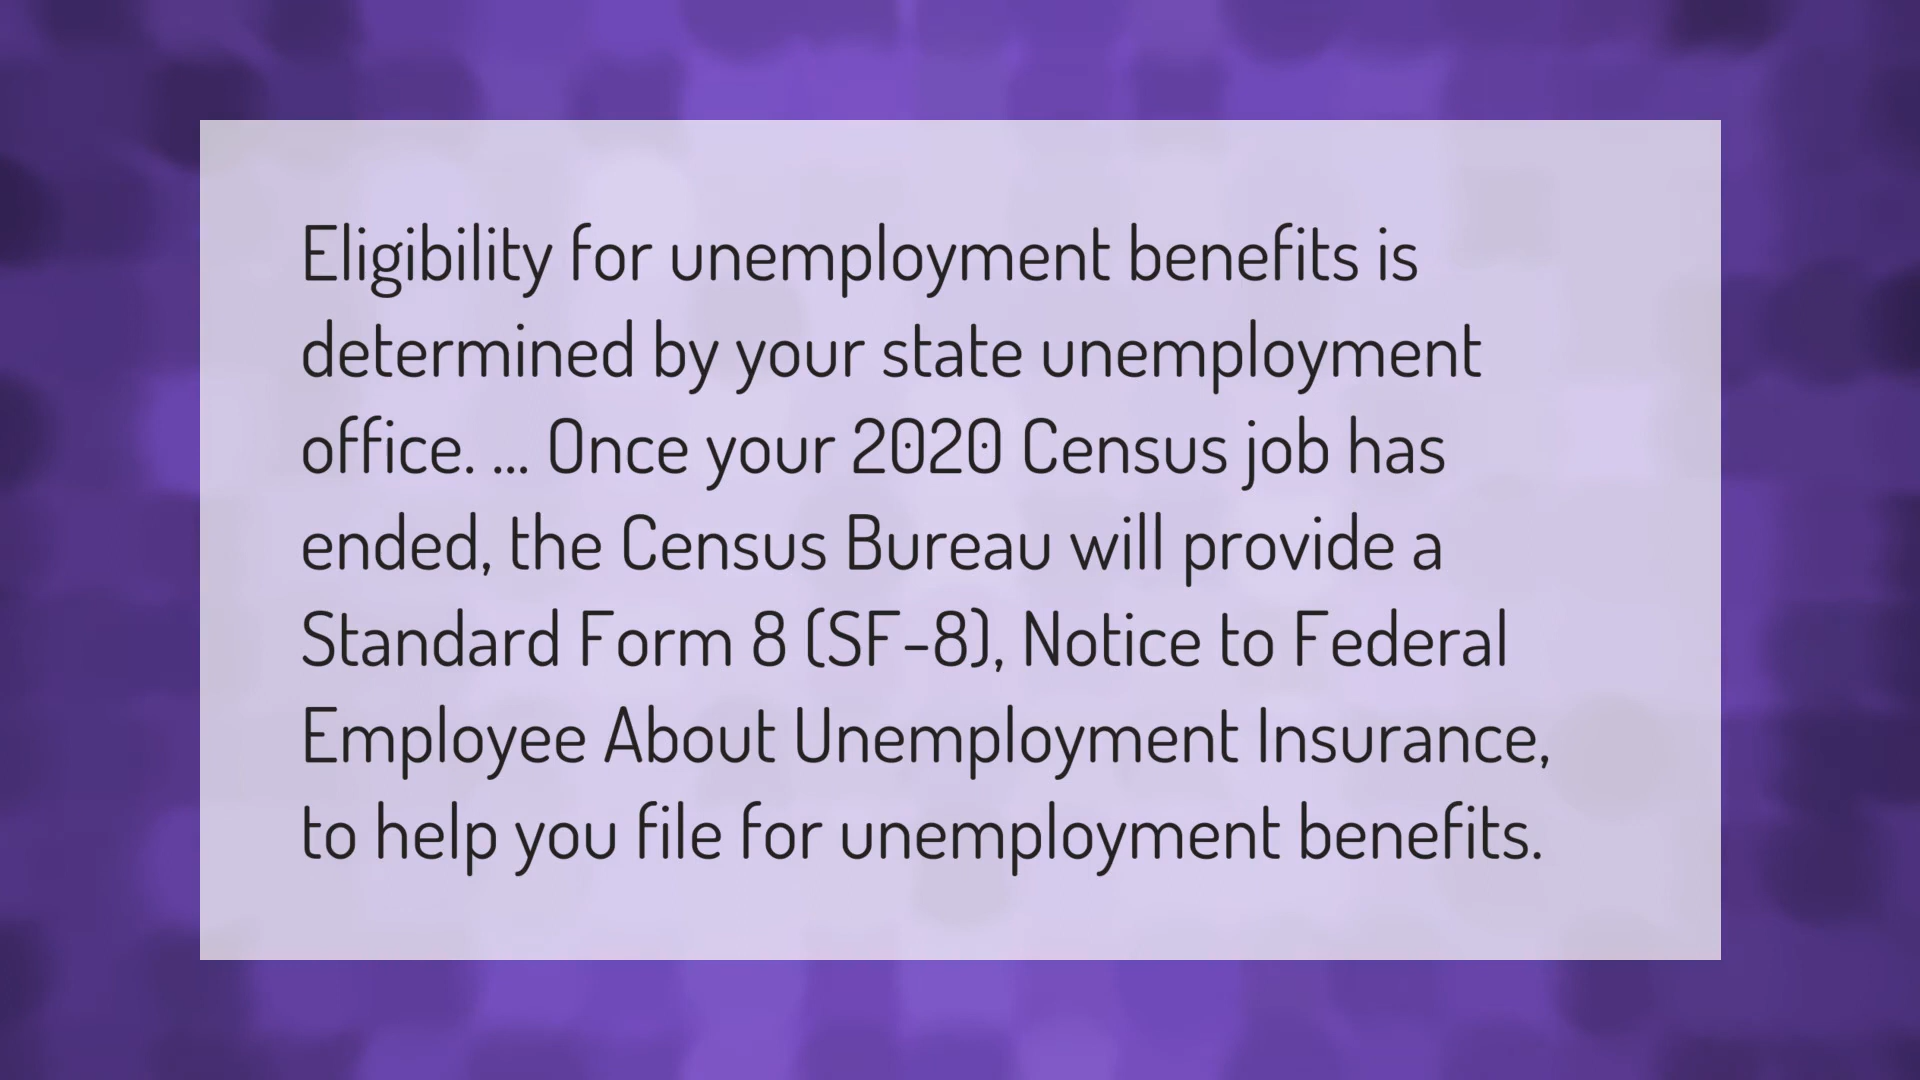 Eligibility for unemployment benefits is
determined by your state unemployment
office. ... Once your 2020 Census job has
ended, the Census Bureau will provide a
Standard Form 8 (SF-8), Notice to Federal
Employee About Unemployment Insurance,
to help you file for unemployment benefits.